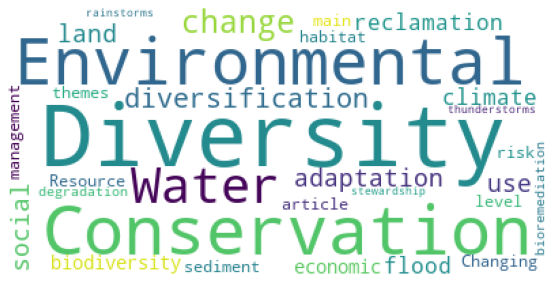 rainstorms
change
main
reclamation
land
habitat
Environmental
themes
diversification
climate
thunderstorms
management
Diversity
risk
Resource
Water
adaptation
use
degradation
stewardship
social
article
level
bioremediation
Conservation
biodiversity
sediment
economic
flood
Changing